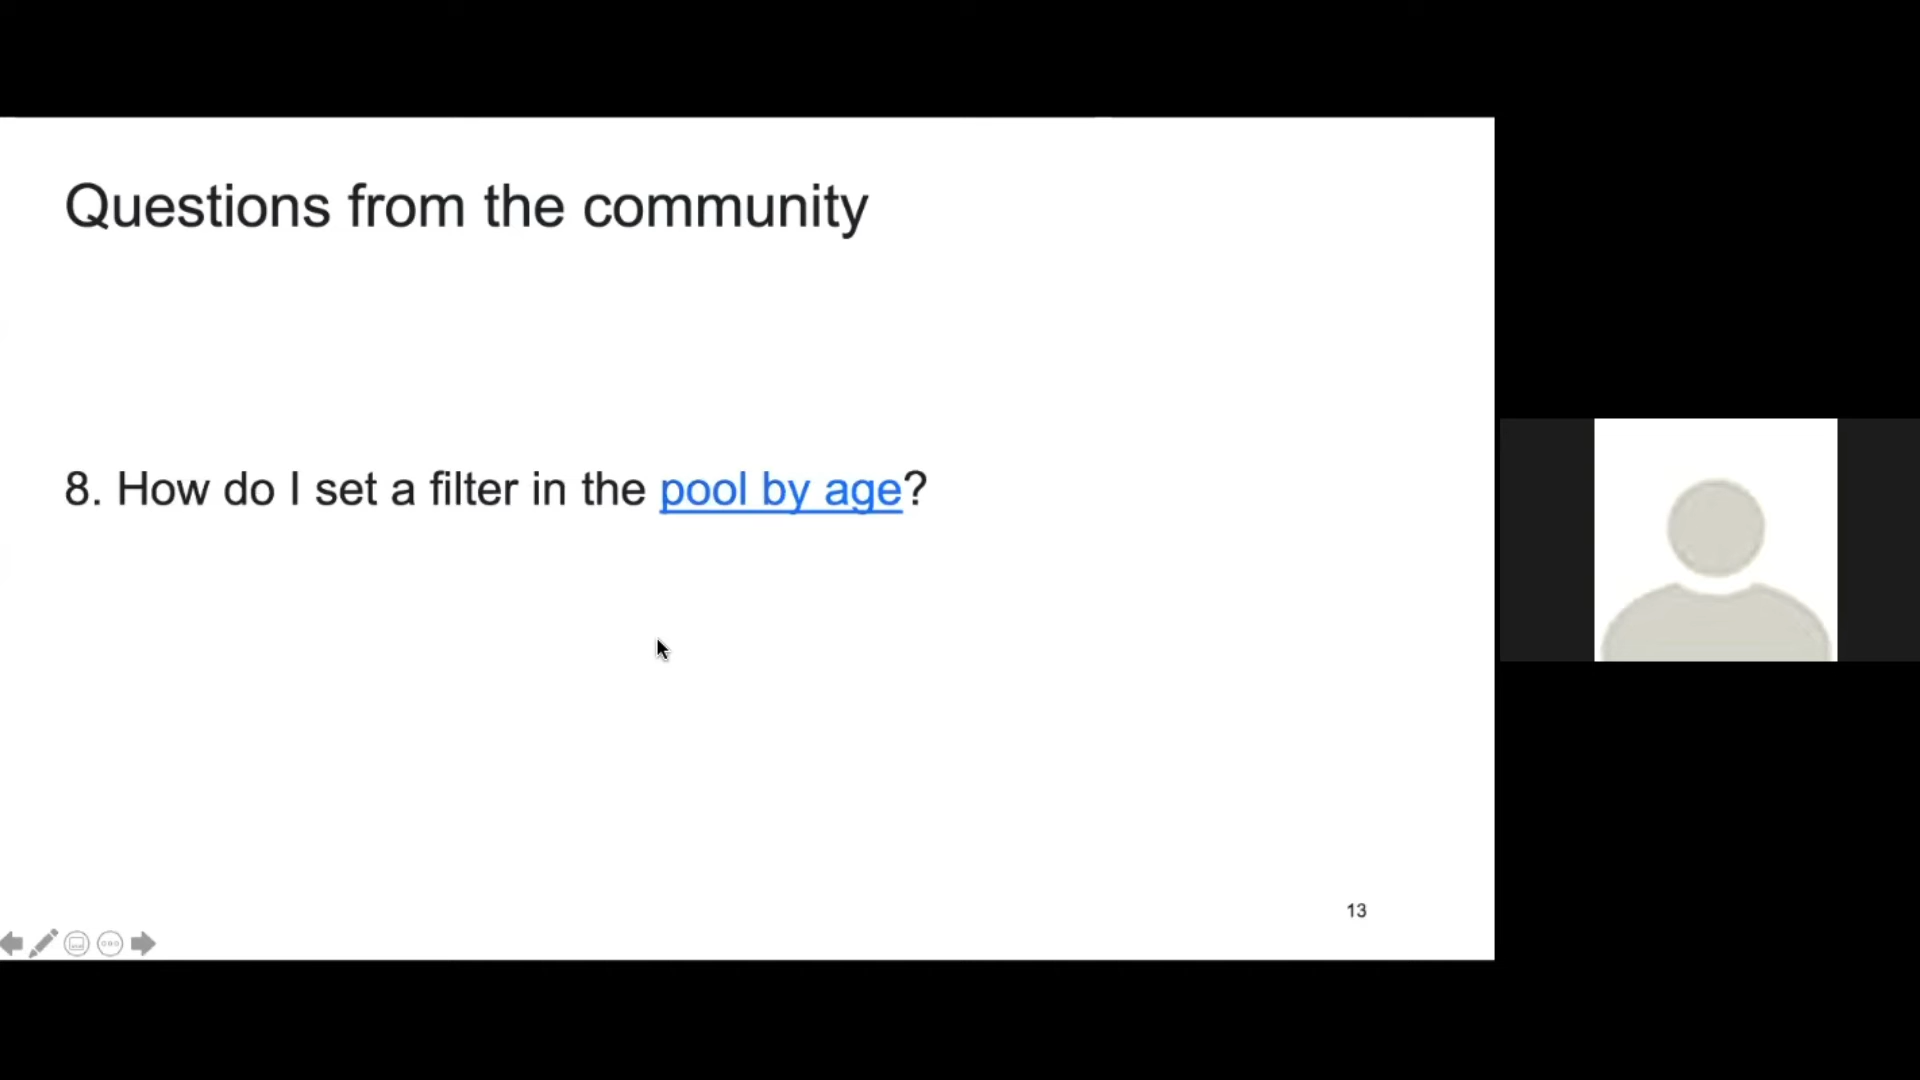 Questions from the community
8. How do I set a filter in the pool by age?
13